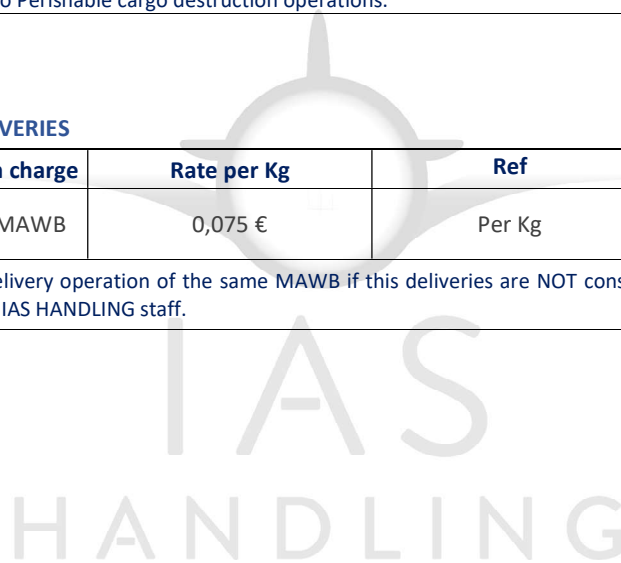 o Perishable cargo destruction operations.
VERIES
charge Rate per Kg Ref
MAWB 0,075 € Per Kg
elivery operation of the same MAWB if this deliveries are NOT cons
IAS HANDLING staff.
IAS
HANDLING